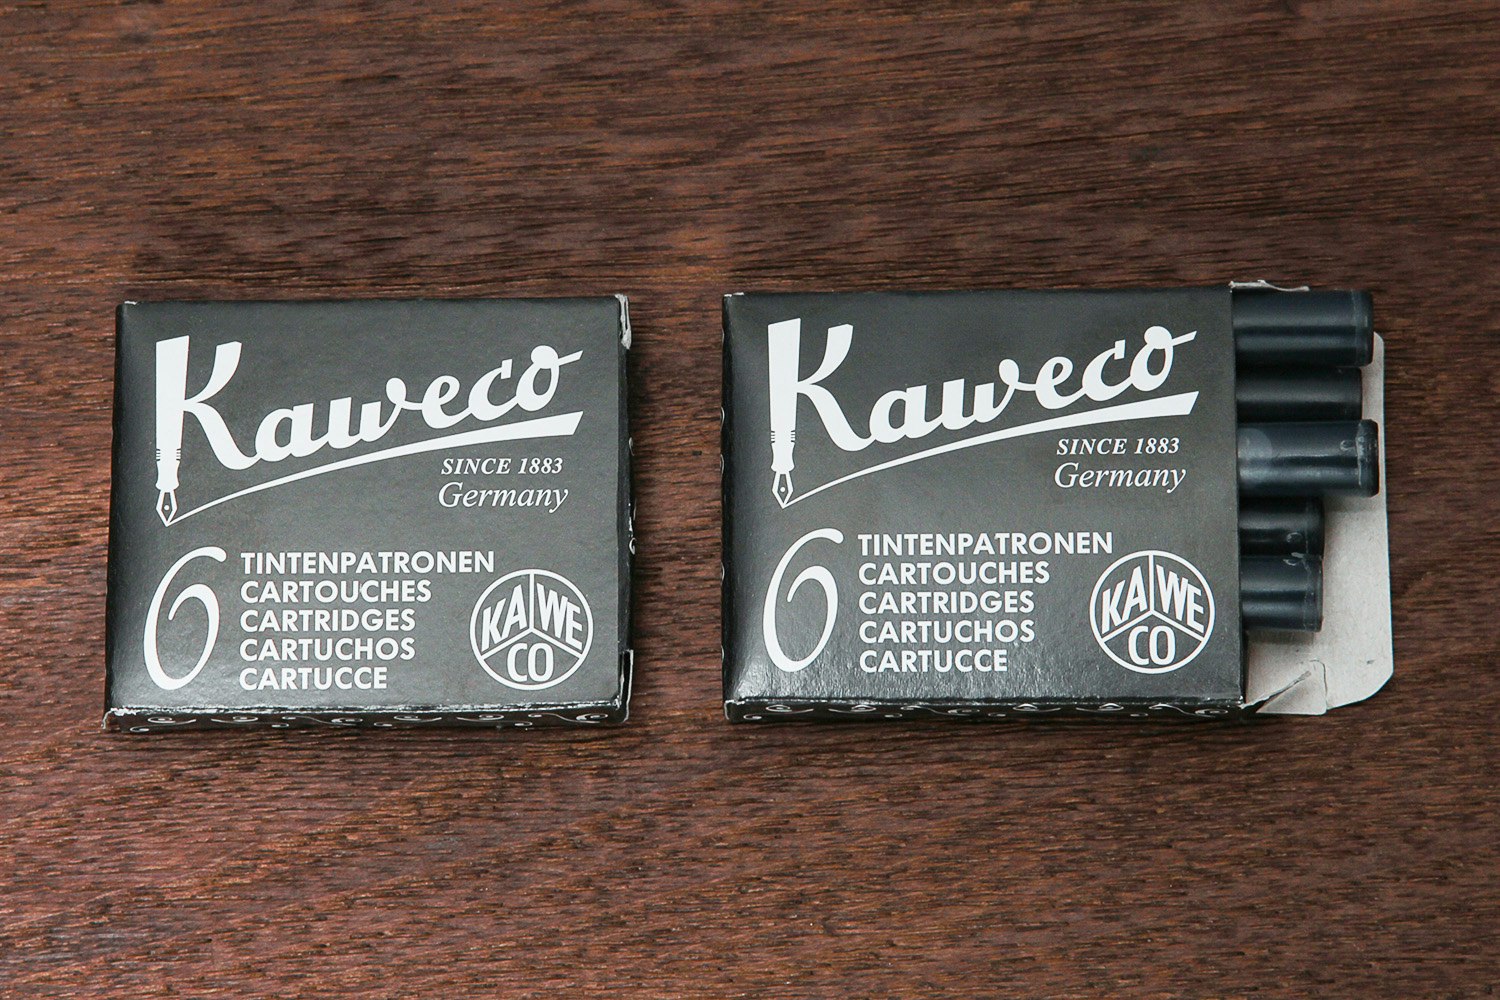 Kaweco
SINCE 1883
Germany
6
TINTENPATRONEN
CARTOUCHES
CARTRIDGES
CARTUCHOS
CARTUCCE
KA WE
CO
Kaweco
SINCE 1883
Germany
6
TINTENPATRONEN
CARTOUCHES
CARTRIDGES
CARTUCHOS
CARTUCCE
KA WE
CO